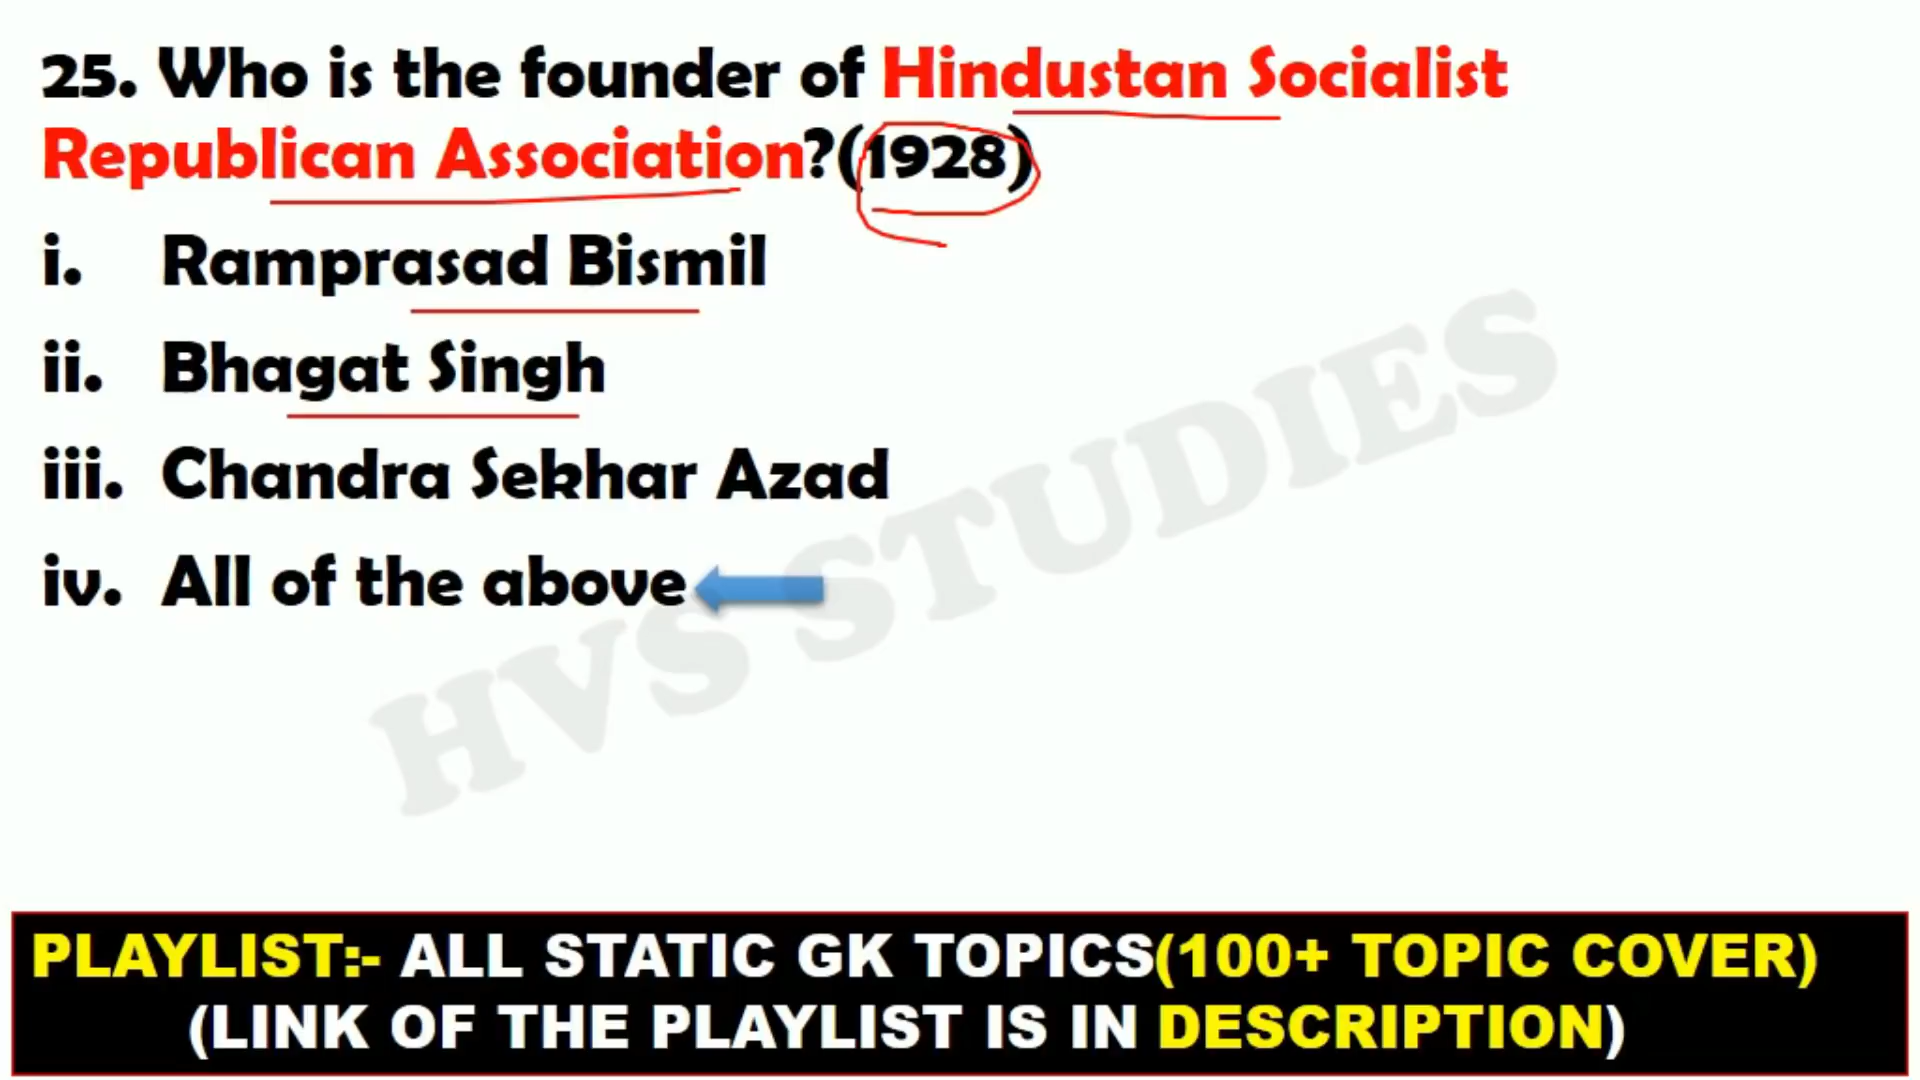 25. Who is the founder of Hindustan Socialist
Republican Association?(1928)
i. Ramprasad Bismil
ii. Bhagat Singh
iii. Chandra Sekhar Azad
iv. All of the above
HVS STUDIES
PLAYLIST:- ALL STATIC GK TOPICS(100+ TOPIC COVER)
(LINK OF THE PLAYLIST IS IN DESCRIPTION)